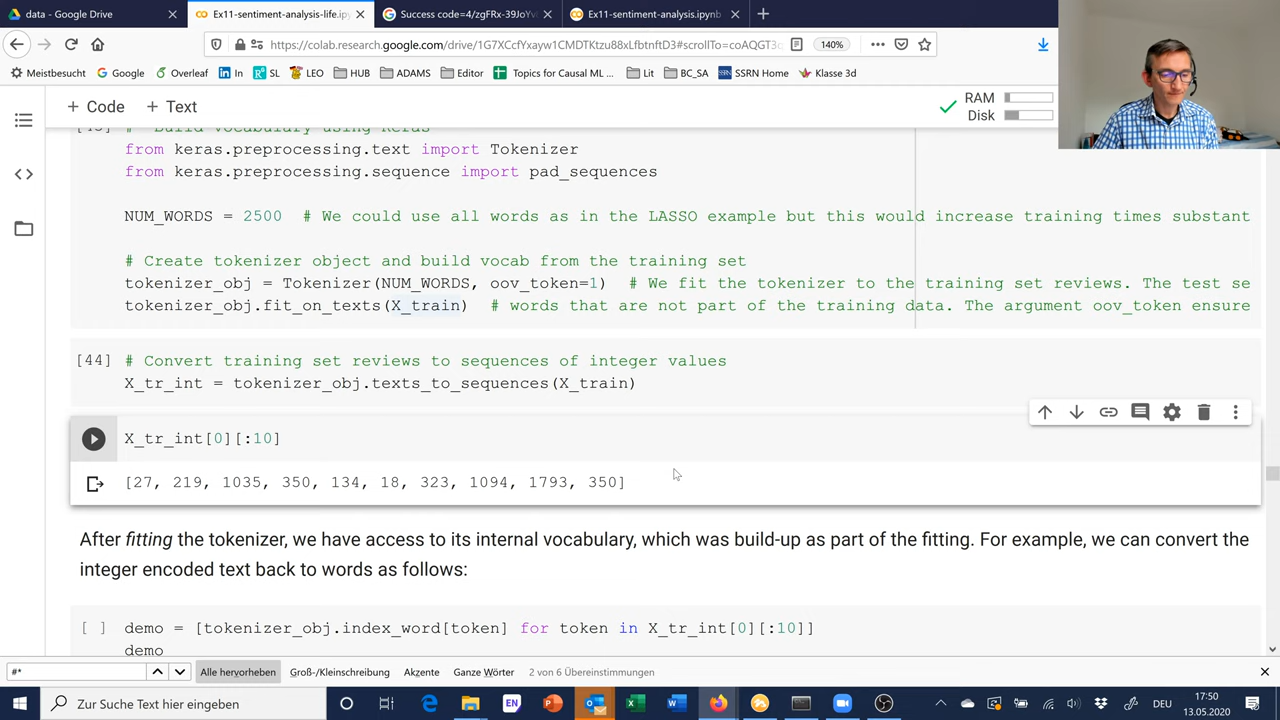 data - Google Drive
Ex11-sentiment-analysis-life.ipy
Success code=4/zgFRx-39JoYv
Ex11-sentiment-analysis.ipynb
https://colab.research.google.com/drive/1G7XCcfYxayw1CMDTKtzu88xLfbtnftD3#scrollTo=coAQGT3c
140%
Meistbesucht
Google
Overleaf
In
SL
LEO
HUB
ADAMS
Editor
Topics for Causal ML ...
Lit
BC_SA
SSRN Home
Klasse 3d
+ Code
+ Text
RAM
Disk
# Build vocabulary using Keras
from keras.preprocessing.text import Tokenizer
from keras.preprocessing.sequence import pad_sequences
NUM_WORDS = 2500 # We could use all words as in the LASSO example but this would increase training times substant
# Create tokenizer object and build vocab from the training set
tokenizer_obj = Tokenizer(NUM_WORDS, oov_token=1) # We fit the tokenizer to the training set reviews. The test se
tokenizer_obj.fit_on_texts(X_train) # words that are not part of the training data. The argument oov_token ensure
[44] # Convert training set reviews to sequences of integer values
X_tr_int = tokenizer_obj.texts_to_sequences(X_train)
X_tr_int[0][:10]
[27, 219, 1035, 350, 134, 18, 323, 1094, 1793, 350]
After fitting the tokenizer, we have access to its internal vocabulary, which was build-up as part of the fitting. For example, we can convert the
integer encoded text back to words as follows:
[ ] demo = [tokenizer_obj.index_word[token] for token in X_tr_int[0][:10]]
demo
#*
Alle hervorheben
Groß-/Kleinschreibung
Akzente
Ganze Wörter
2 von 6 Übereinstimmungen
Zur Suche Text hier eingeben
EN
DEU
17:50
13.05.2020